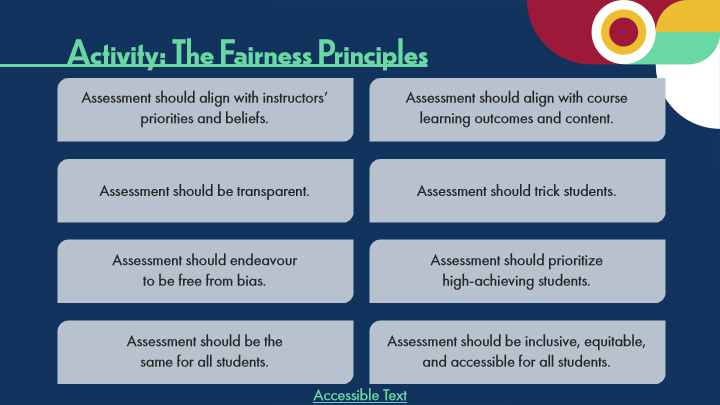 Activity: The Fairness Principles
Assessment should align with instructors’
priorities and beliefs.
Assessment should align with course
learning outcomes and content.
Assessment should be transparent.
Assessment should trick students.
Assessment should endeavour
to be free from bias.
Assessment should prioritize
high-achieving students.
Assessment should be the
same for all students.
Assessment should be inclusive, equitable,
and accessible for all students.
Accessible Text